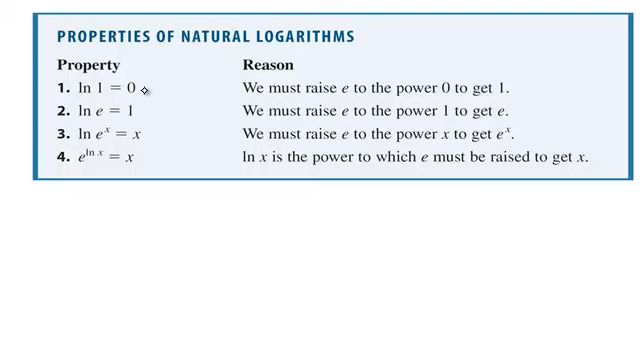 PROPERTIES OF NATURAL LOGARITHMS
Property Reason
1. ln 1 = 0 We must raise e to the power 0 to get 1.
2. ln e = 1 We must raise e to the power 1 to get e.
3. ln eˣ = x We must raise e to the power x to get eˣ.
4. e^(ln x) = x ln x is the power to which e must be raised to get x.